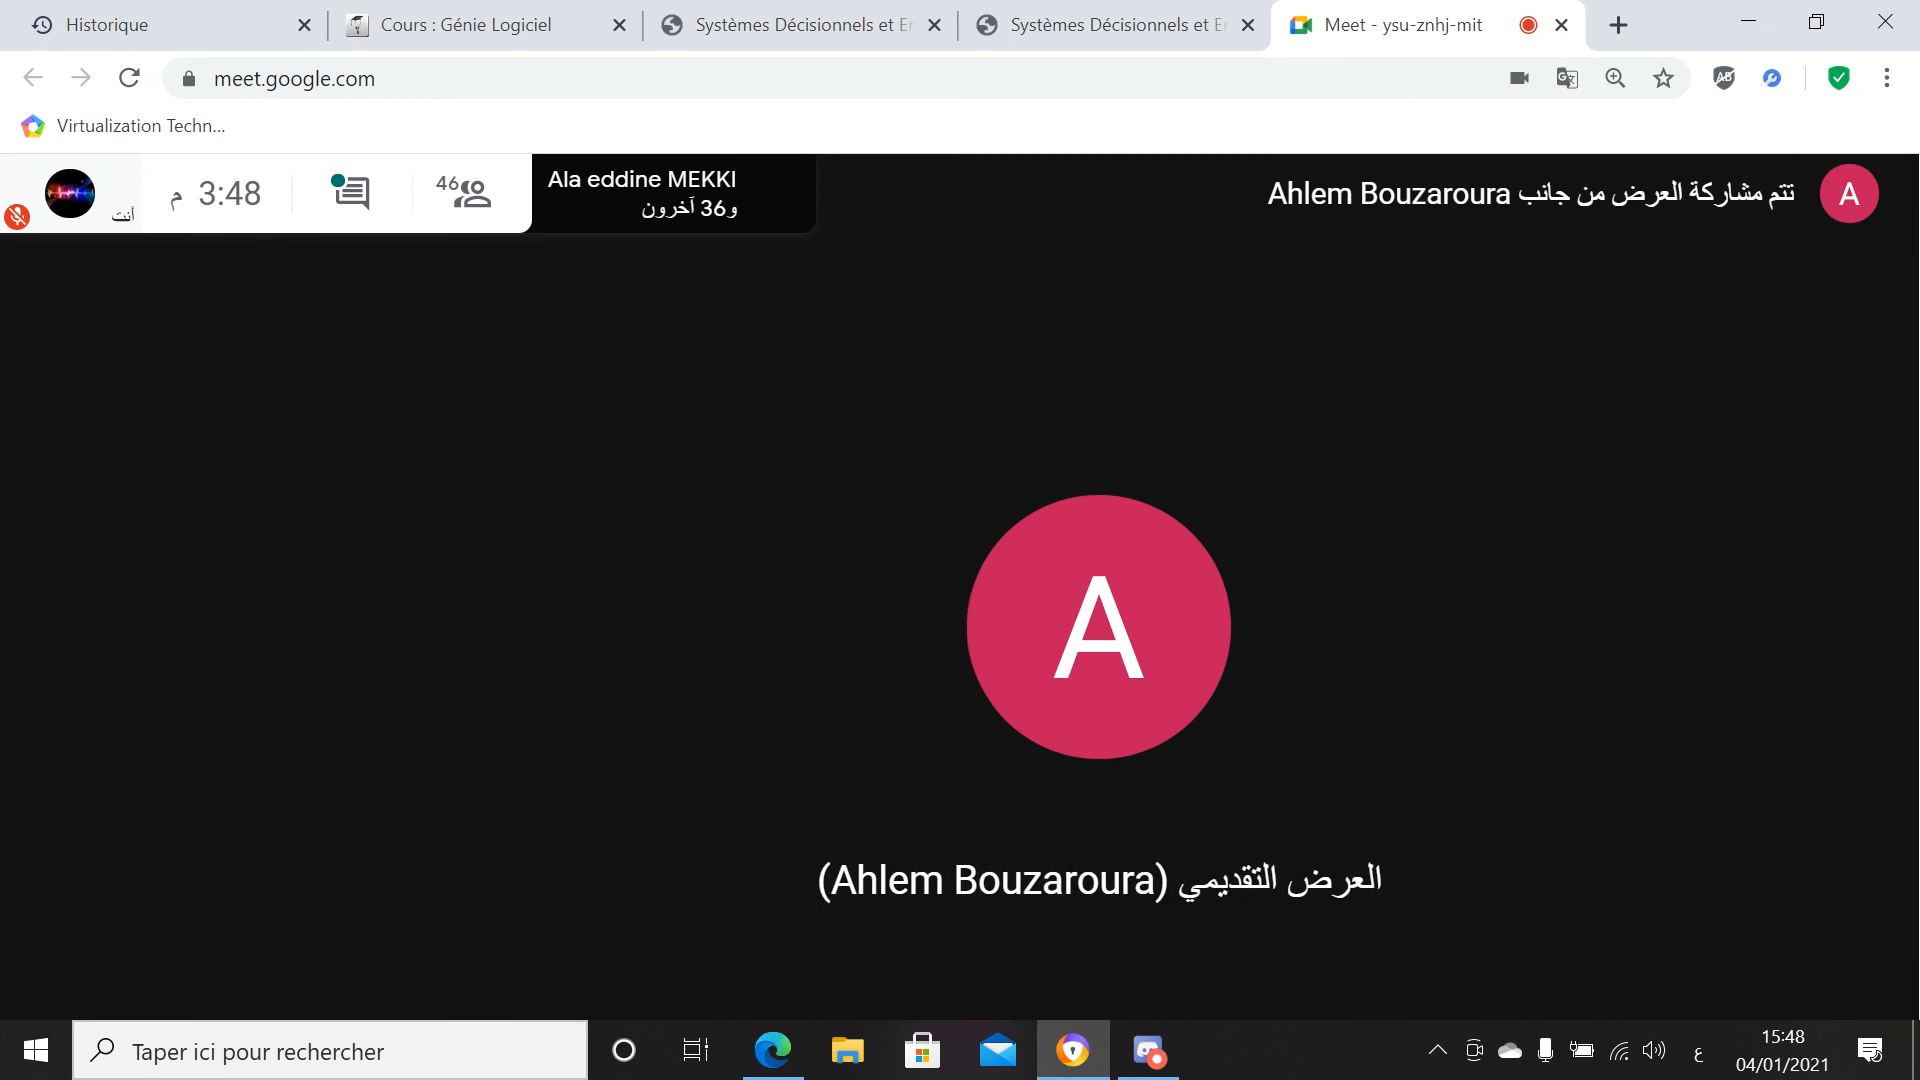 Historique
Cours : Génie Logiciel
Systèmes Décisionnels et Er
Systèmes Décisionnels et Er
Meet - ysu-znhj-mit
meet.google.com
Virtualization Techn...
أنت
3:48 م
46
Ala eddine MEKKI
و36 آخرون
تتم مشاركة العرض من جانب Ahlem Bouzaroura
A
A
العرض التقديمي (Ahlem Bouzaroura)
Taper ici pour rechercher
ع
15:48
04/01/2021